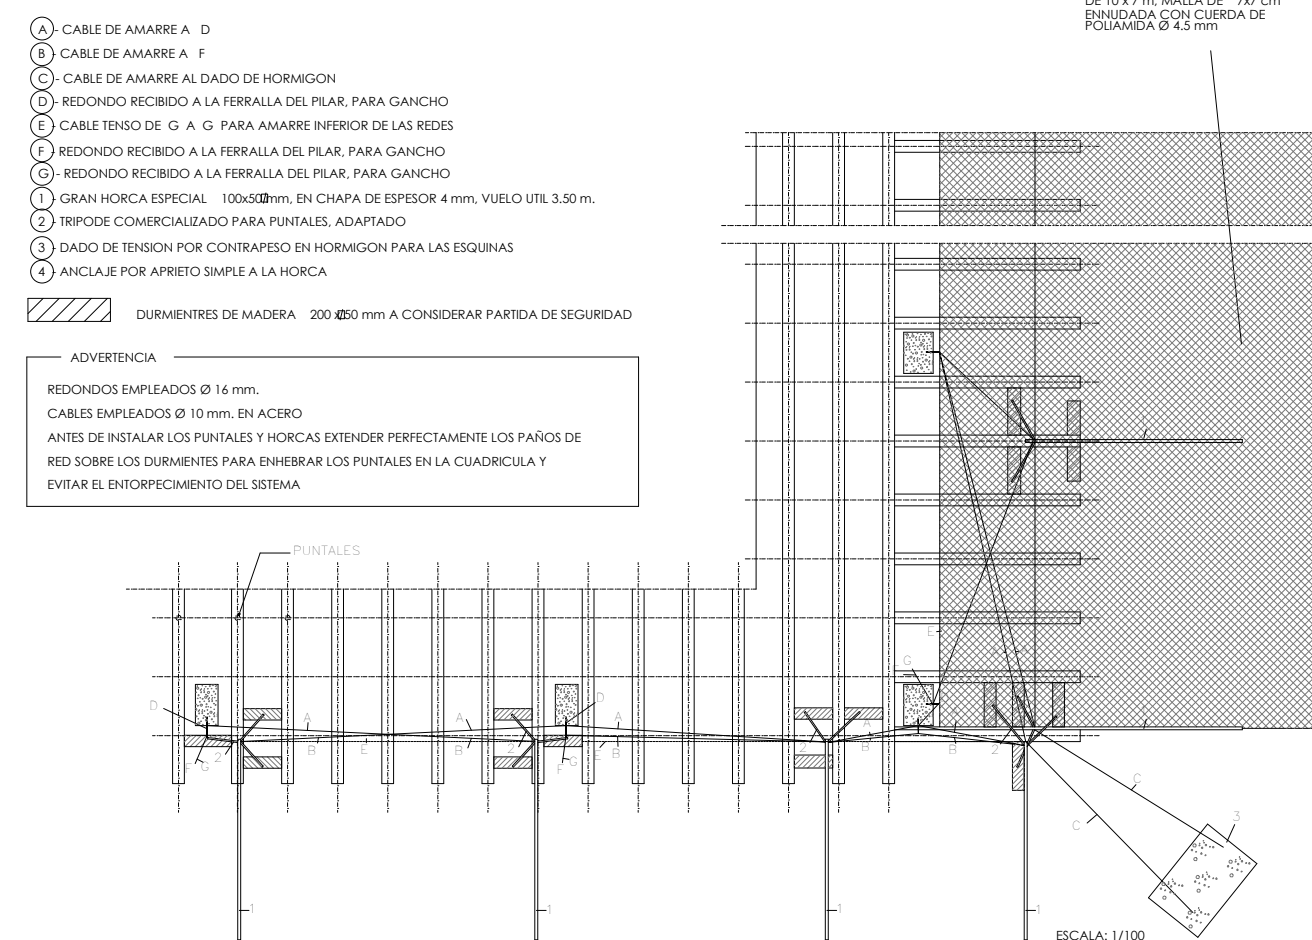 DE 10 x 7 m, MALLA DE 7x7 cm
ENNUDADA CON CUERDA DE
POLIAMIDA Ø 4.5 mm
A - CABLE DE AMARRE A D
B - CABLE DE AMARRE A F
C - CABLE DE AMARRE AL DADO DE HORMIGON
D - REDONDO RECIBIDO A LA FERRALLA DEL PILAR, PARA GANCHO
E - CABLE TENSO DE G A G PARA AMARRE INFERIOR DE LAS REDES
F - REDONDO RECIBIDO A LA FERRALLA DEL PILAR, PARA GANCHO
G - REDONDO RECIBIDO A LA FERRALLA DEL PILAR, PARA GANCHO
1 - GRAN HORCA ESPECIAL 100x50 mm, EN CHAPA DE ESPESOR 4 mm, VUELO UTIL 3.50 m.
2 - TRIPODE COMERCIALIZADO PARA PUNTALES, ADAPTADO
3 - DADO DE TENSION POR CONTRAPESO EN HORMIGON PARA LAS ESQUINAS
4 - ANCLAJE POR APRIETO SIMPLE A LA HORCA
DURMIENTRES DE MADERA 200 x 50 mm A CONSIDERAR PARTIDA DE SEGURIDAD
ADVERTENCIA
REDONDOS EMPLEADOS Ø 16 mm.
CABLES EMPLEADOS Ø 10 mm. EN ACERO
ANTES DE INSTALAR LOS PUNTALES Y HORCAS EXTENDER PERFECTAMENTE LOS PAÑOS DE
RED SOBRE LOS DURMIENTES PARA ENHEBRAR LOS PUNTALES EN LA CUADRICULA Y
EVITAR EL ENTORPECIMIENTO DEL SISTEMA
PUNTALES
E
G
D A A D A
B E B E B A B
F G 2 2 F G 2 2
C
C
3
1 1 1 1
ESCALA: 1/100